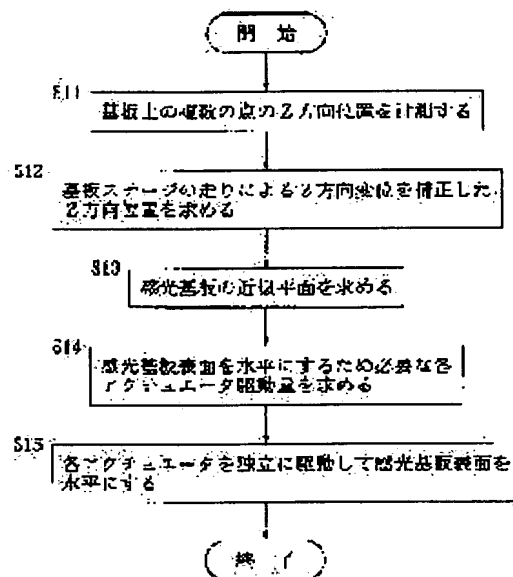 開 始
S11
基板上の複数の点のZ方向位置を計測する
S12
基板ステージの走りによるZ方向変位を補正した
Z方向位置を求める
S13
感光基板の近似平面を求める
S14
感光基板表面を水平にするため必要な各
アクチュエータ駆動量を求める
S15
各アクチュエータを独立に駆動して感光基板表面を
水平にする
終 了